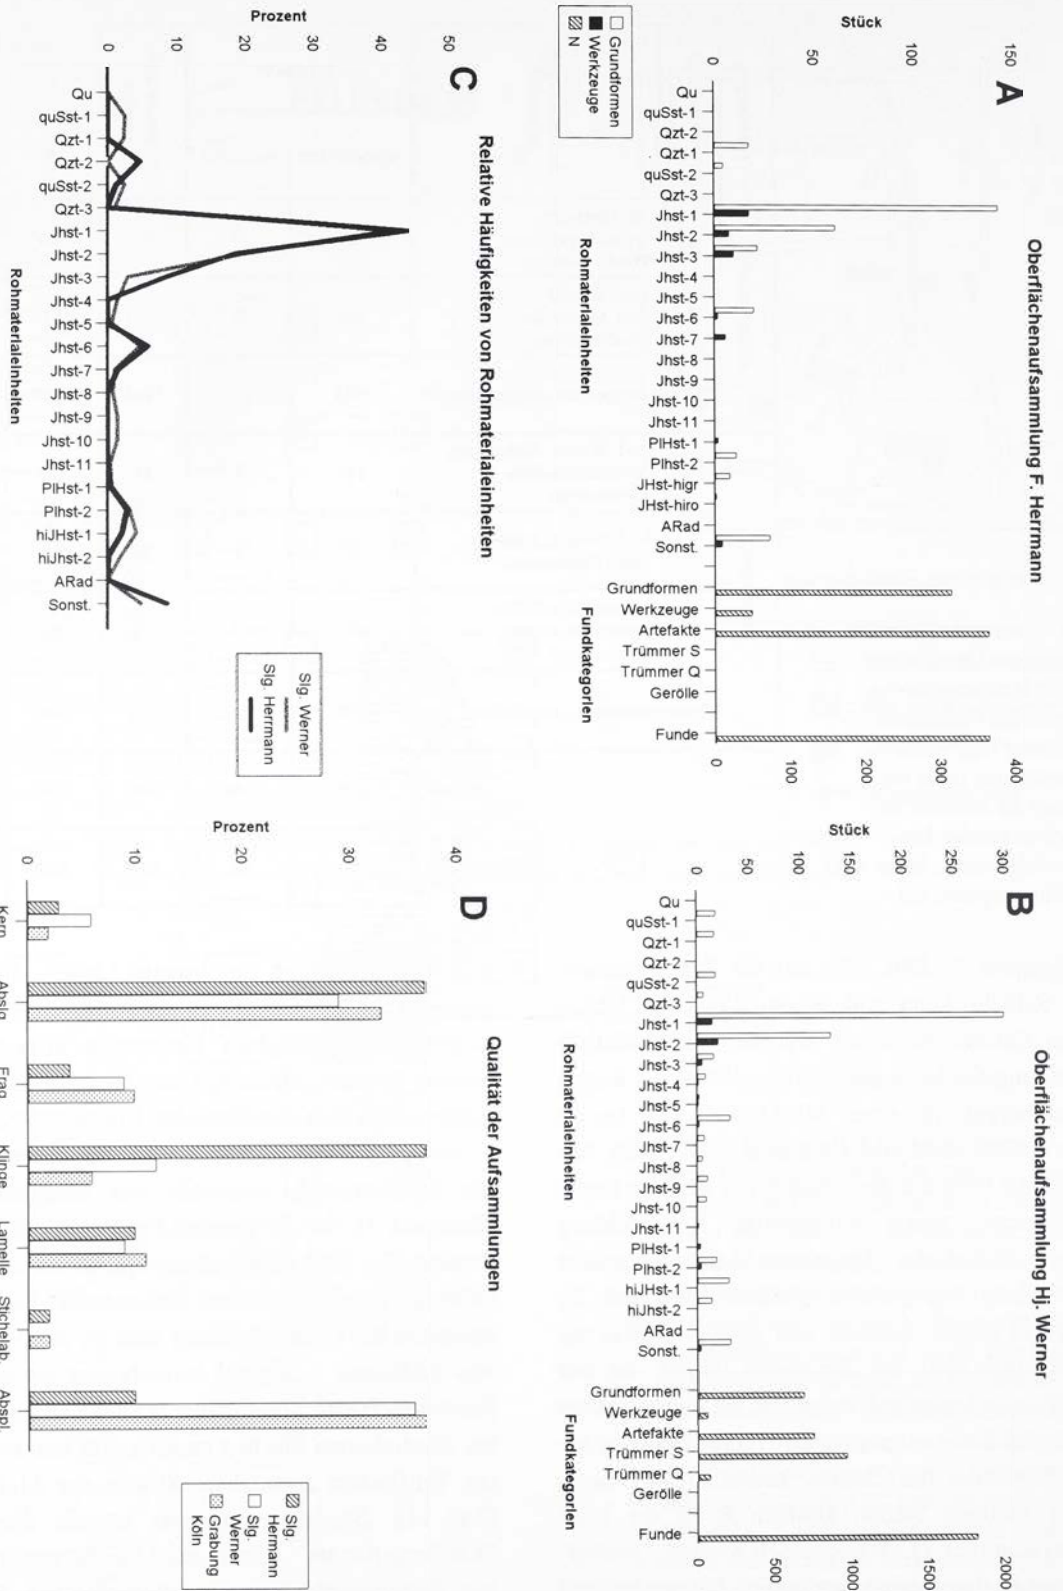 A
Oberflächenaufsammlung F. Herrmann
Stück
150
100
50
0
Grundformen
Werkzeuge
N
Qu
quSst-1
Qzt-2
Qzt-1
quSst-2
Qzt-3
Jhst-1
Jhst-2
Jhst-3
Jhst-4
Jhst-5
Jhst-6
Jhst-7
Jhst-8
Jhst-9
Jhst-10
Jhst-11
PlHst-1
Plhst-2
JHst-higr
JHst-hiro
ARad
Sonst.
Grundformen
Werkzeuge
Artefakte
Trümmer S
Trümmer Q
Gerölle
Funde
400
300
200
100
0
Rohmaterialeinheiten
Fundkategorien
B
Oberflächenaufsammlung Hj. Werner
Stück
300
250
200
150
100
50
0
Qu
quSst-1
Qzt-1
Qzt-2
quSst-2
Qzt-3
Jhst-1
Jhst-2
Jhst-3
Jhst-4
Jhst-5
Jhst-6
Jhst-7
Jhst-8
Jhst-9
Jhst-10
Jhst-11
PlHst-1
Plhst-2
hiJHst-1
hiJhst-2
ARad
Sonst.
Grundformen
Werkzeuge
Artefakte
Trümmer S
Trümmer Q
Gerölle
Funde
2000
1500
1000
500
0
Rohmaterialeinheiten
Fundkategorien
C
Relative Häufigkeiten von Rohmaterialeinheiten
Prozent
50
40
30
20
10
0
Qu
quSst-1
Qzt-1
Qzt-2
quSst-2
Qzt-3
Jhst-1
Jhst-2
Jhst-3
Jhst-4
Jhst-5
Jhst-6
Jhst-7
Jhst-8
Jhst-9
Jhst-10
Jhst-11
PlHst-1
Plhst-2
hiJHst-1
hiJhst-2
ARad
Sonst.
Rohmaterialeinheiten
Slg. Werner
Slg. Herrmann
D
Qualität der Aufsammlungen
Prozent
40
30
20
10
0
Kern
Abslg
Frag
Klinge
Lamelle
Stichelab.
Abspl.
Slg.
Hermann
Slg.
Werner
Grabung
Köln